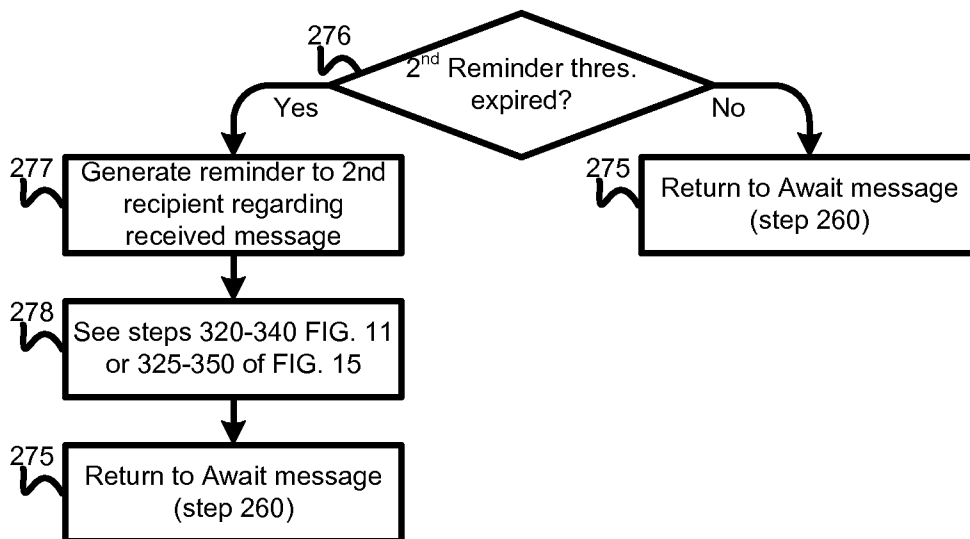 276
2nd Reminder thres.
expired?
Yes
No
277
Generate reminder to 2nd
recipient regarding
received message
275
Return to Await message
(step 260)
278
See steps 320-340 FIG. 11
or 325-350 of FIG. 15
275
Return to Await message
(step 260)